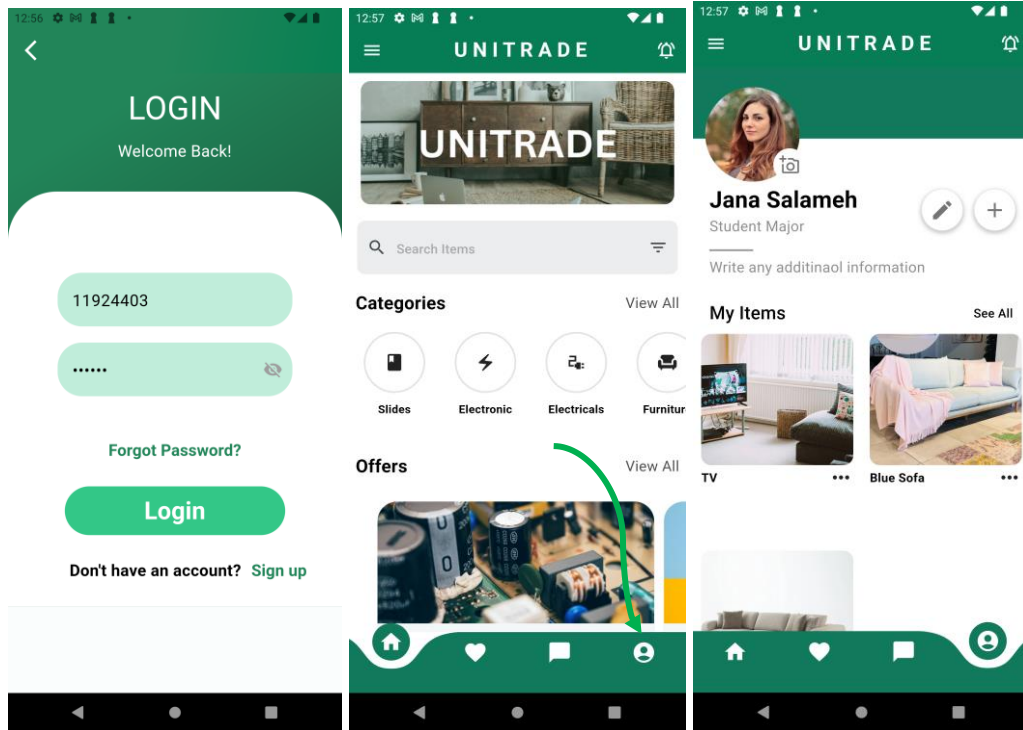 12:56
LOGIN
Welcome Back!
11924403
••••••
Forgot Password?
Login
Don't have an account? Sign up
12:57
UNITRADE
UNITRADE
Search Items
Categories View All
Slides Electronic Electricals Furnitur
Offers View All
12:57
UNITRADE
Jana Salameh
Student Major
Write any additinaol information
My Items See All
TV ••• Blue Sofa •••